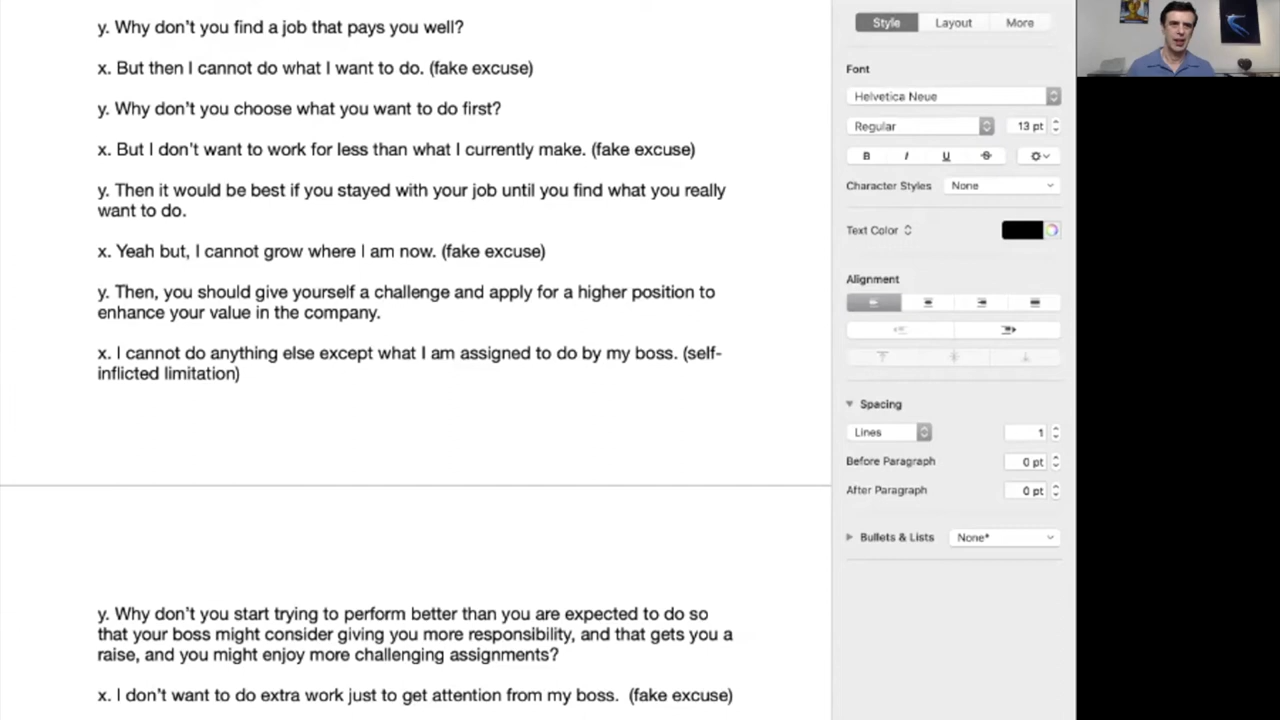 y. Why don't you find a job that pays you well?
x. But then I cannot do what I want to do. (fake excuse)
y. Why don't you choose what you want to do first?
x. But I don't want to work for less than what I currently make. (fake excuse)
y. Then it would be best if you stayed with your job until you find what you really
want to do.
x. Yeah but, I cannot grow where I am now. (fake excuse)
y. Then, you should give yourself a challenge and apply for a higher position to
enhance your value in the company.
x. I cannot do anything else except what I am assigned to do by my boss. (self-
inflicted limitation)
y. Why don't you start trying to perform better than you are expected to do so
that your boss might consider giving you more responsibility, and that gets you a
raise, and you might enjoy more challenging assignments?
x. I don't want to do extra work just to get attention from my boss.  (fake excuse)
Style Layout More
Font
Helvetica Neue
Regular 13 pt
B I U S
Character Styles None
Text Color
Alignment
Spacing
Lines 1
Before Paragraph 0 pt
After Paragraph 0 pt
Bullets & Lists None*